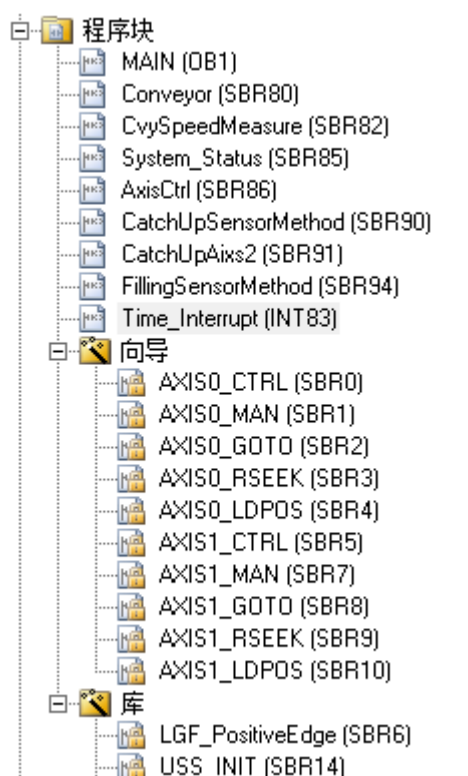 程序块
MAIN (OB1)
Conveyor (SBR80)
CvySpeedMeasure (SBR82)
System_Status (SBR85)
AxisCtrl (SBR86)
CatchUpSensorMethod (SBR90)
CatchUpAixs2 (SBR91)
FillingSensorMethod (SBR94)
Time_Interrupt (INT83)
向导
AXIS0_CTRL (SBR0)
AXIS0_MAN (SBR1)
AXIS0_GOTO (SBR2)
AXIS0_RSEEK (SBR3)
AXIS0_LDPOS (SBR4)
AXIS1_CTRL (SBR5)
AXIS1_MAN (SBR7)
AXIS1_GOTO (SBR8)
AXIS1_RSEEK (SBR9)
AXIS1_LDPOS (SBR10)
库
LGF_PositiveEdge (SBR6)
USS_INIT (SBR14)